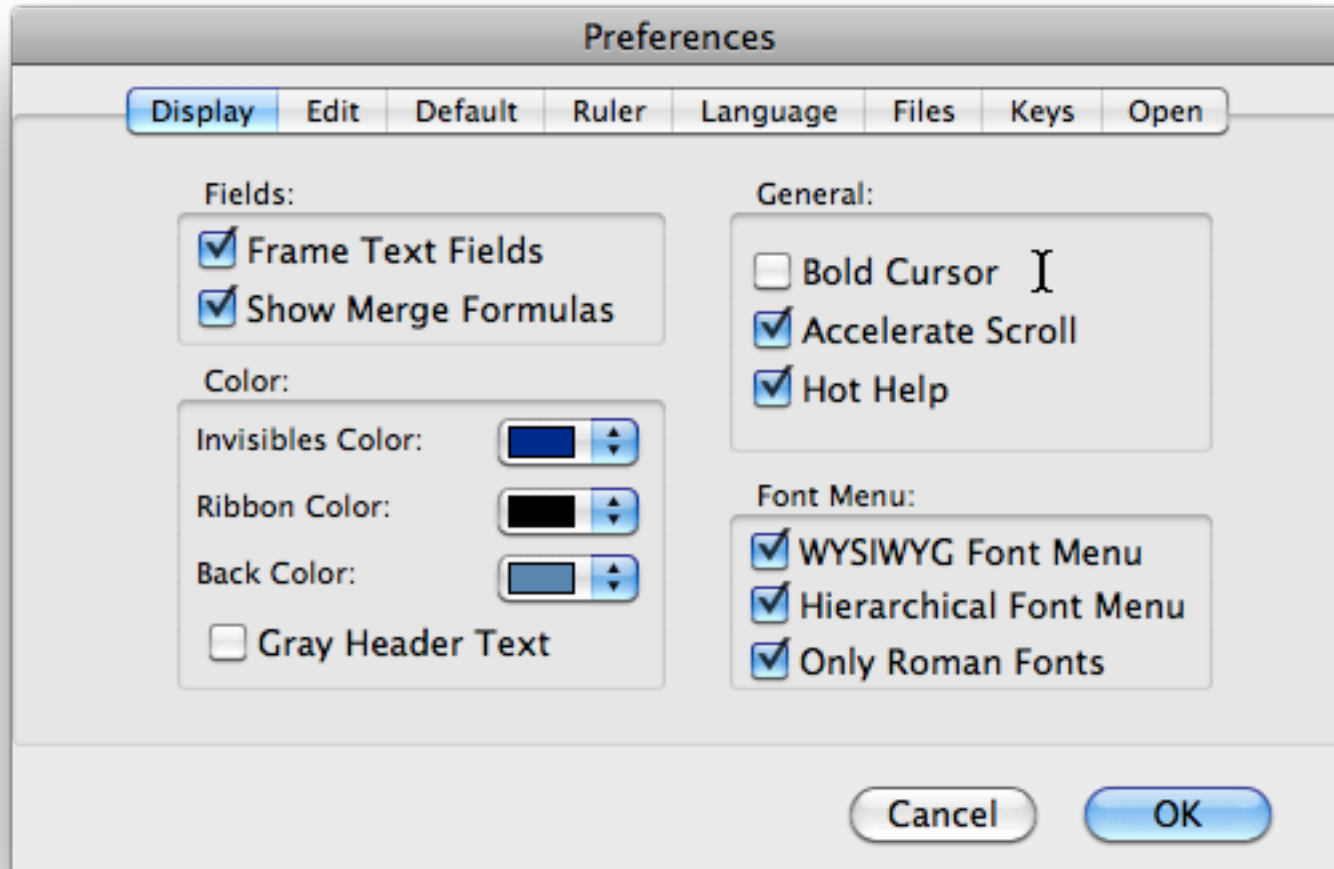 Preferences
Display Edit Default Ruler Language Files Keys Open
Fields:
Frame Text Fields
Show Merge Formulas
Color:
Invisibles Color:
Ribbon Color:
Back Color:
Gray Header Text
General:
Bold Cursor
Accelerate Scroll
Hot Help
Font Menu:
WYSIWYG Font Menu
Hierarchical Font Menu
Only Roman Fonts
Cancel OK